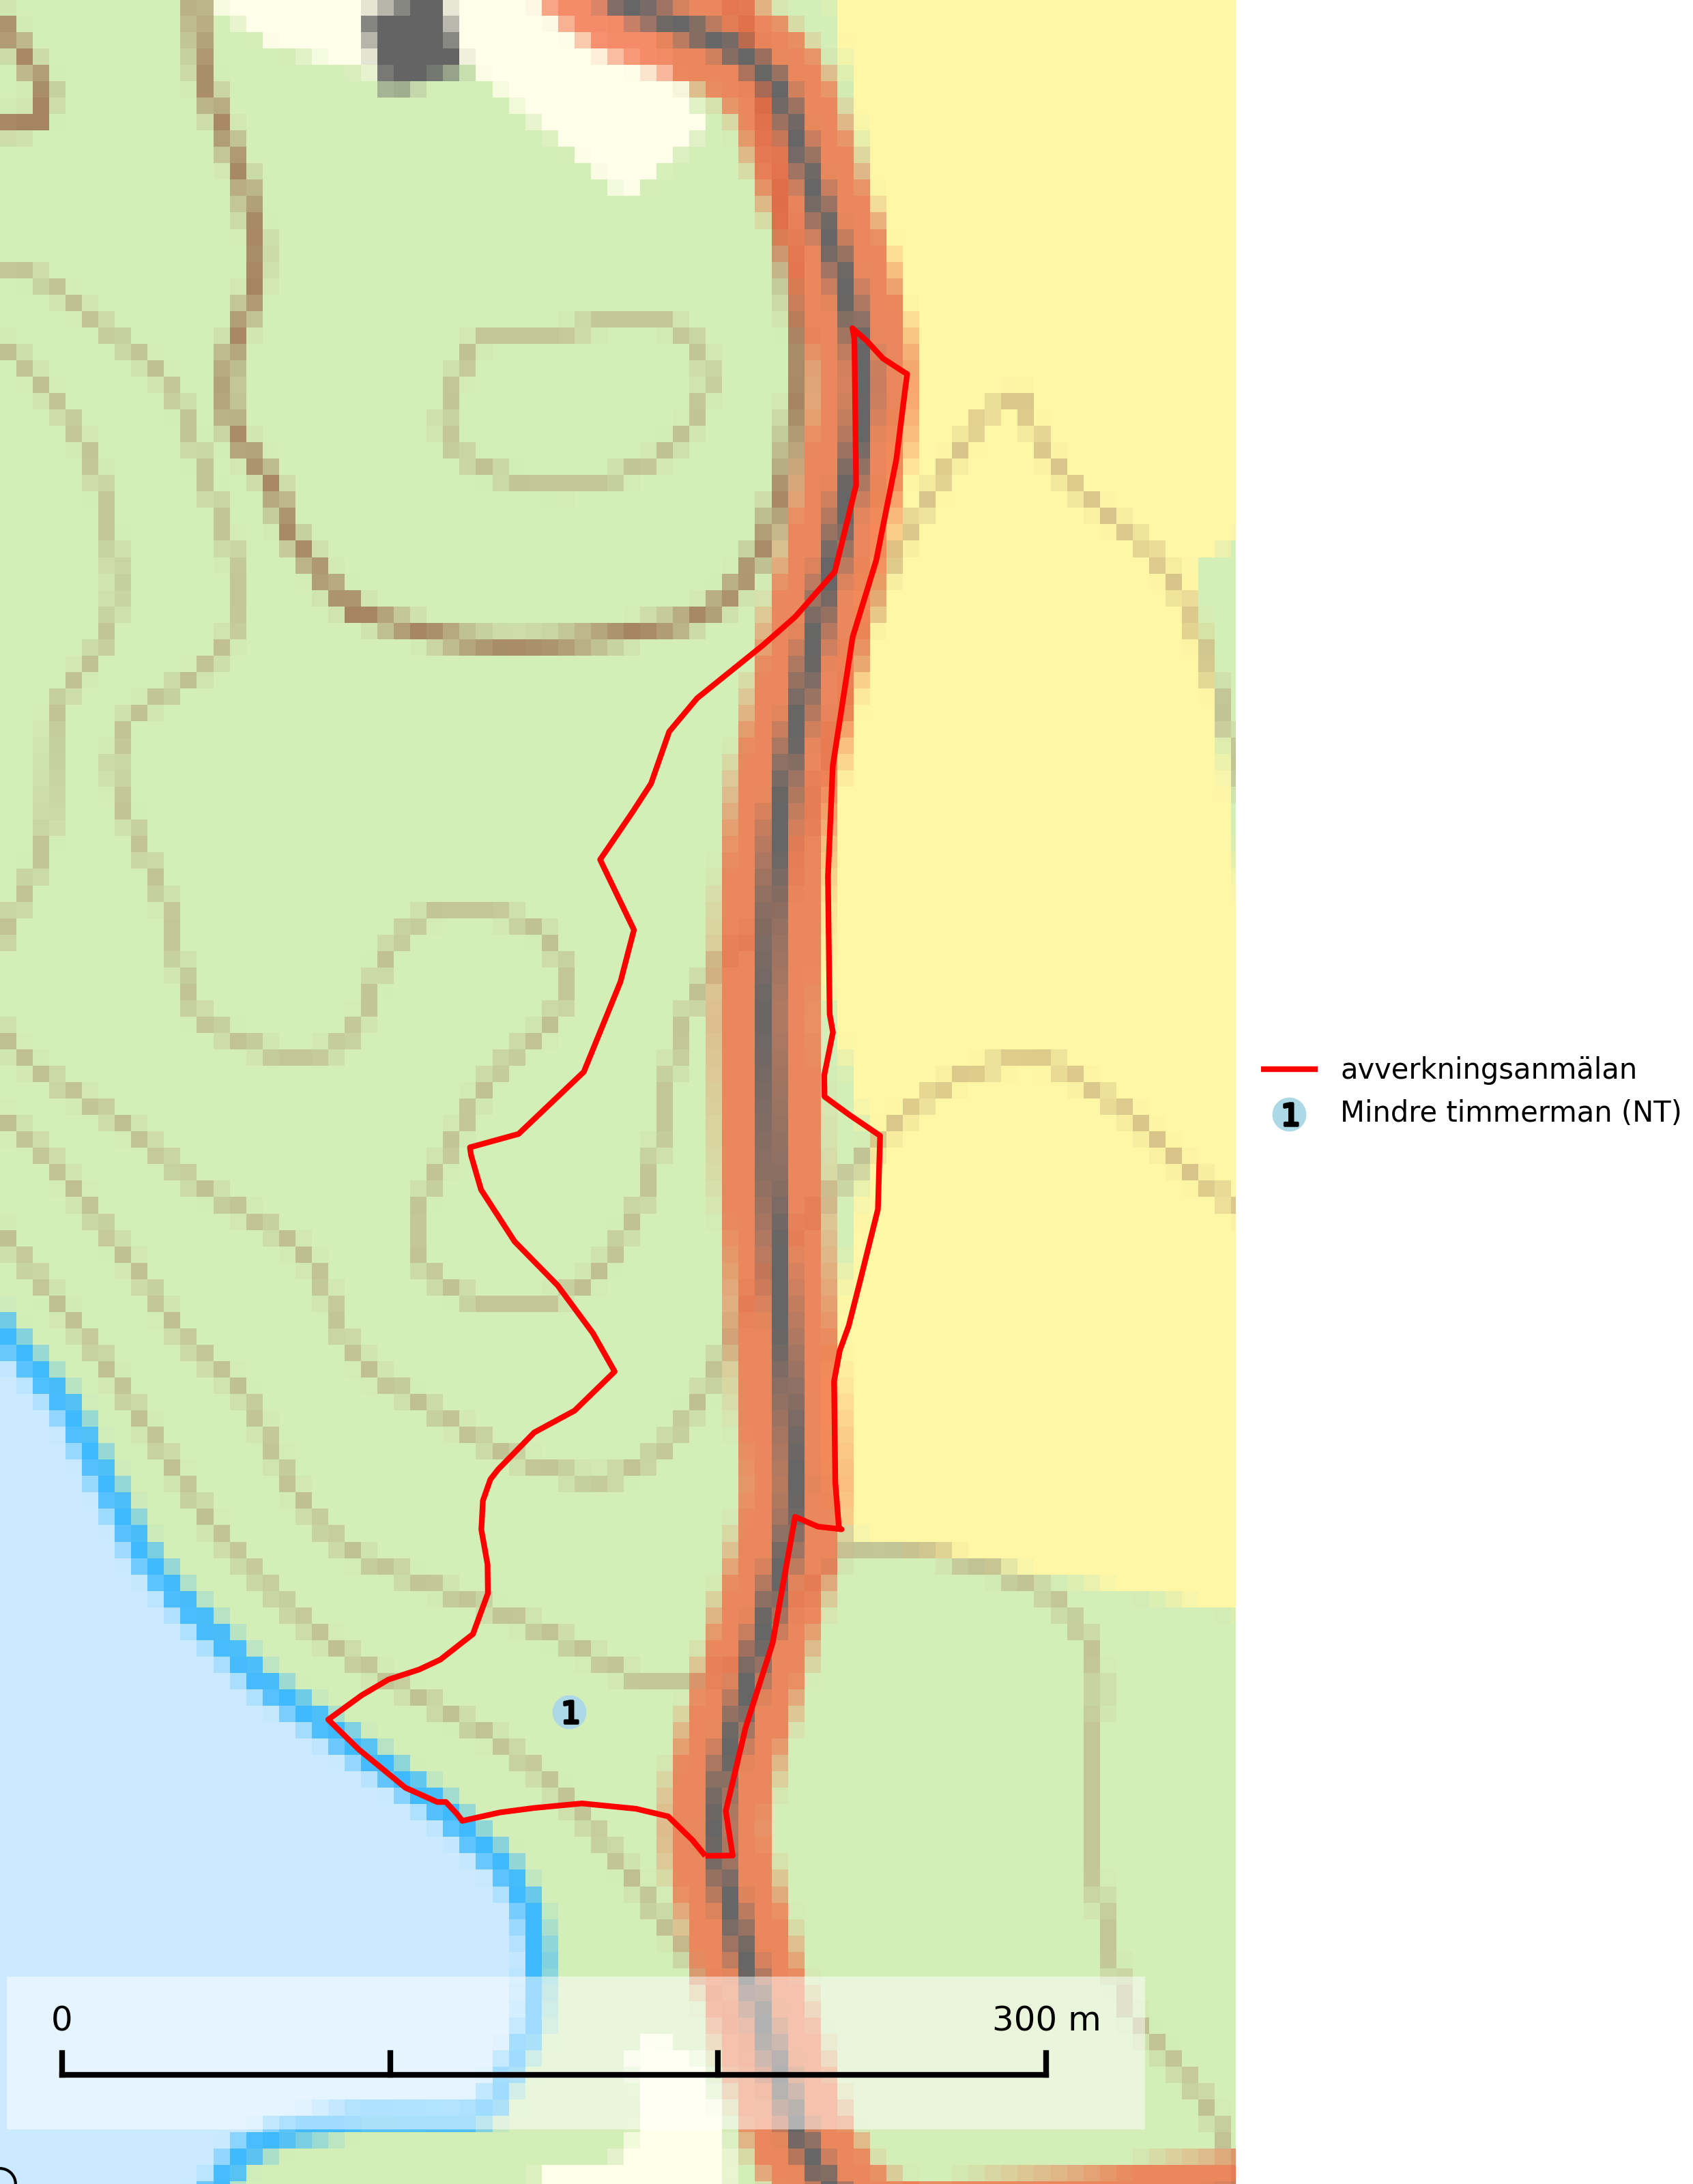 avverkningsanmälan
1 Mindre timmerman (NT)
1
0 300 m